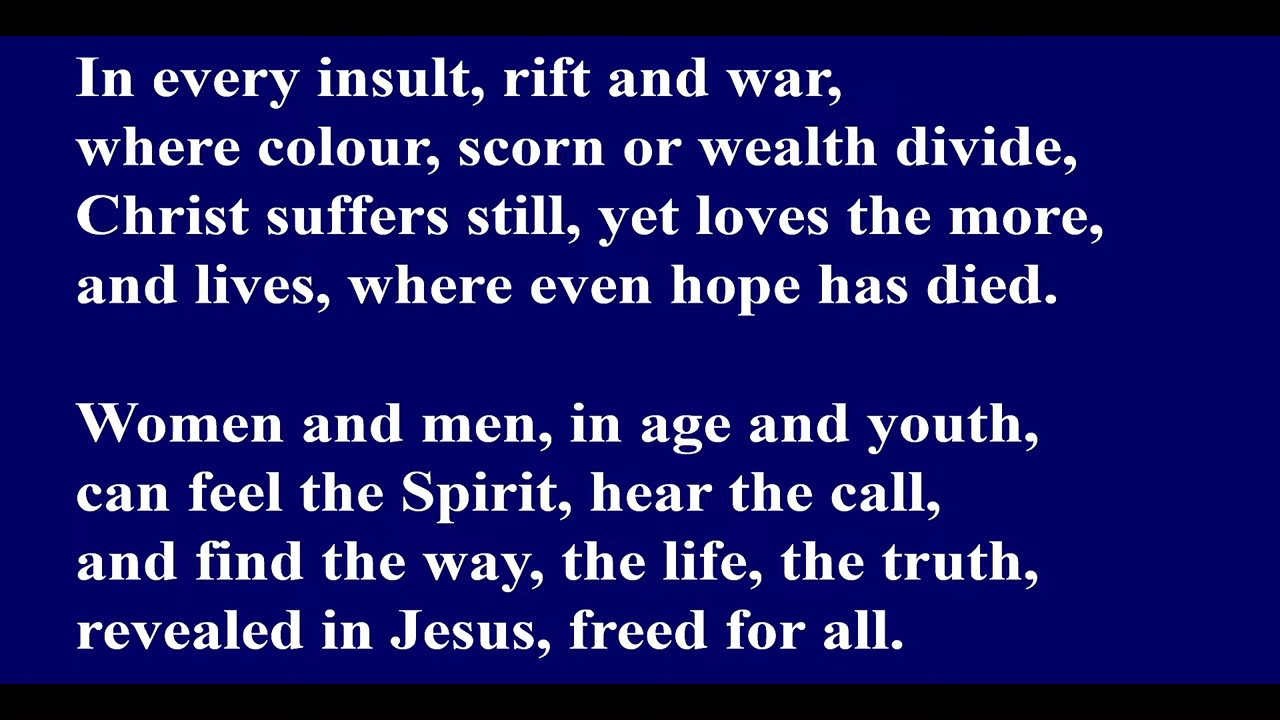 In every insult, rift and war,
where colour, scorn or wealth divide,
Christ suffers still, yet loves the more,
and lives, where even hope has died.
Women and men, in age and youth,
can feel the Spirit, hear the call,
and find the way, the life, the truth,
revealed in Jesus, freed for all.